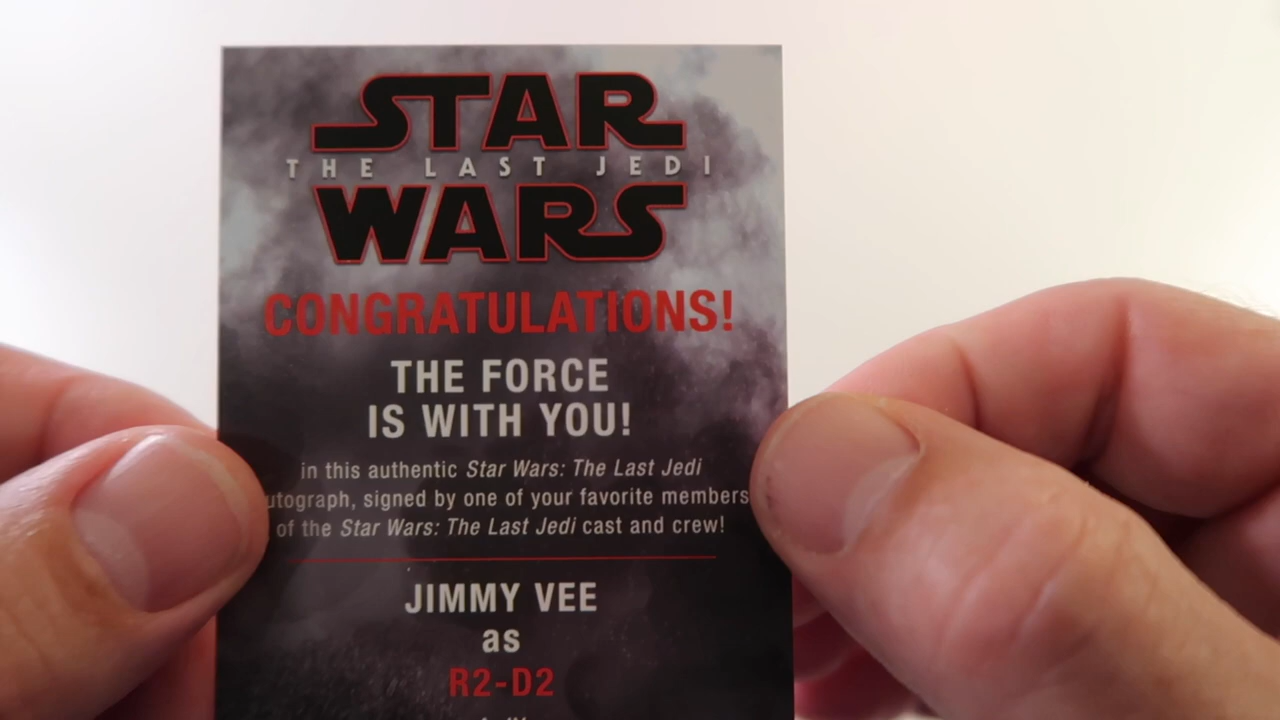 STAR
THE LAST JEDI
WARS
CONGRATULATIONS!
THE FORCE
IS WITH YOU!
in this authentic Star Wars: The Last Jedi
utograph, signed by one of your favorite members
of the Star Wars: The Last Jedi cast and crew!
JIMMY VEE
as
R2-D2